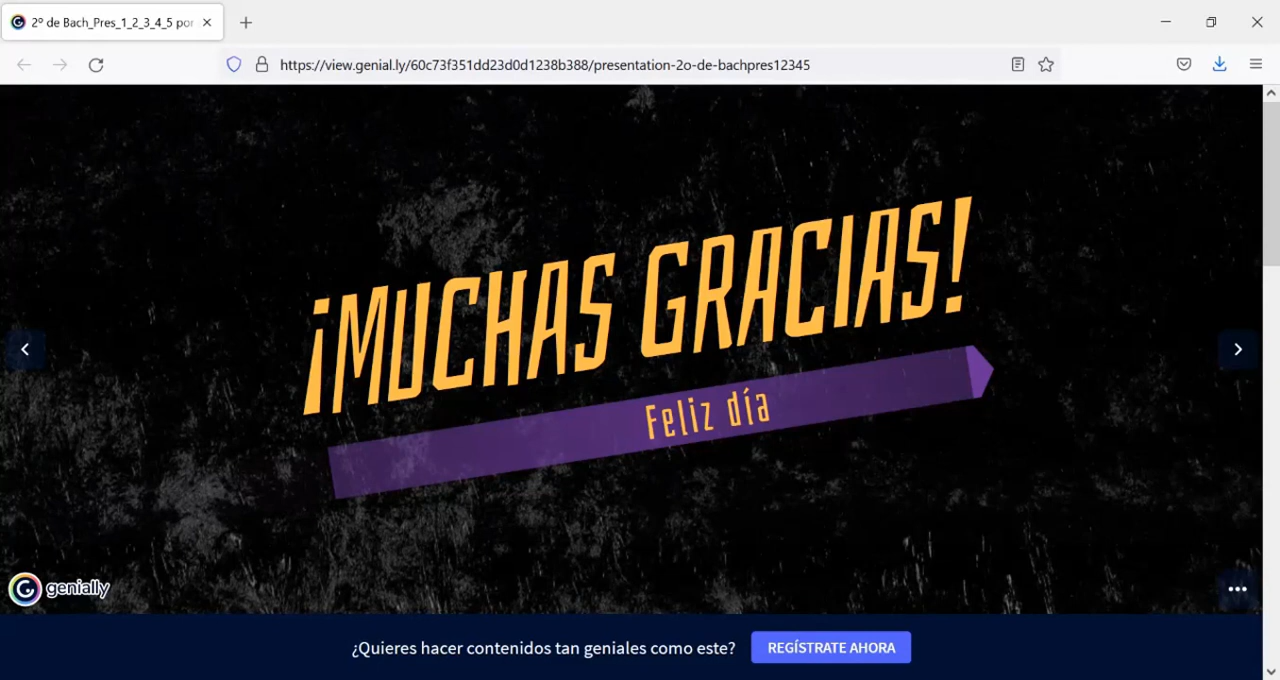 2º de Bach_Pres_1_2_3_4_5 por
https://view.genial.ly/60c73f351dd23d0d1238b388/presentation-2o-de-bachpres12345
¡MUCHAS GRACIAS!
Feliz día
genially
¿Quieres hacer contenidos tan geniales como este?
REGÍSTRATE AHORA